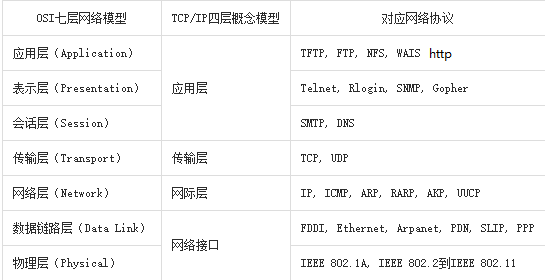 OSI七层网络模型 TCP/IP四层概念模型 对应网络协议
应用层（Application） TFTP, FTP, NFS, WAIS http
表示层（Presentation） 应用层 Telnet, Rlogin, SNMP, Gopher
会话层（Session） SMTP, DNS
传输层（Transport） 传输层 TCP, UDP
网络层（Network） 网际层 IP, ICMP, ARP, RARP, AKP, UUCP
数据链路层（Data Link） FDDI, Ethernet, Arpanet, PDN, SLIP, PPP
网络接口
物理层（Physical） IEEE 802.1A, IEEE 802.2到IEEE 802.11